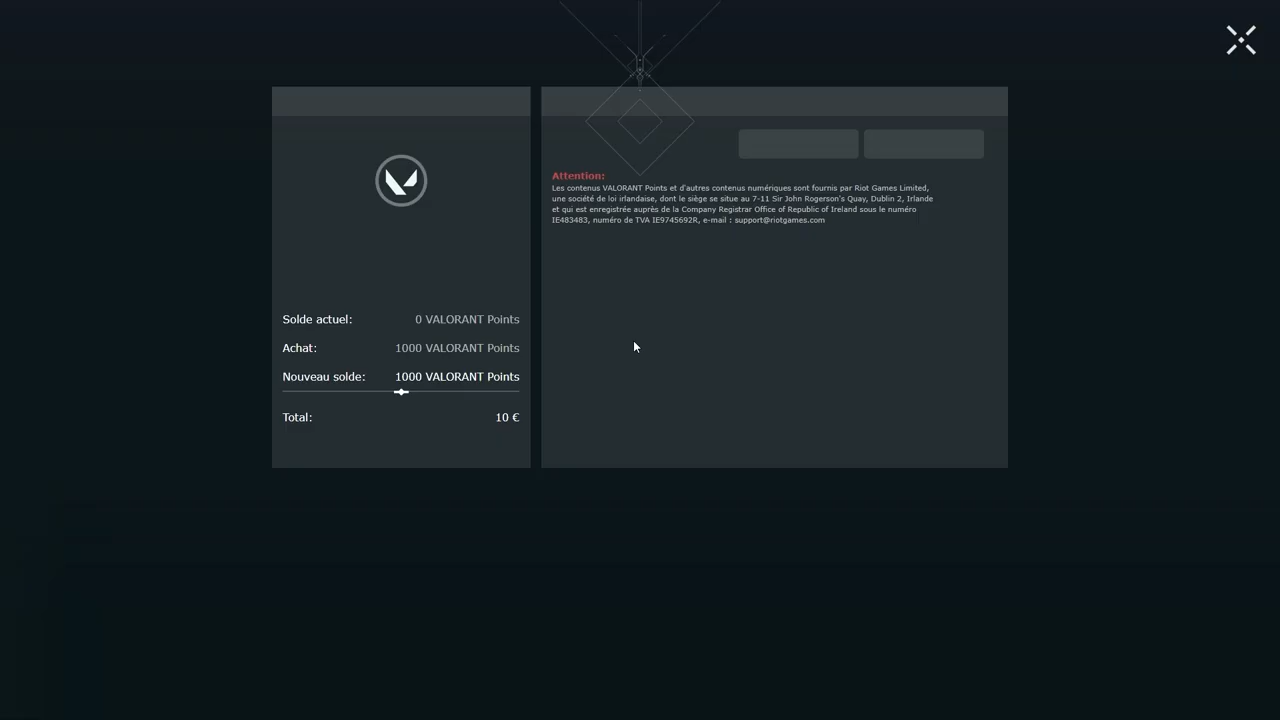 Attention:
Les contenus VALORANT Points et d'autres contenus numériques sont fournis par Riot Games Limited,
une société de loi irlandaise, dont le siège se situe au 7-11 Sir John Rogerson's Quay, Dublin 2, Irlande
et qui est enregistrée auprès de la Company Registrar Office of Republic of Ireland sous le numéro
IE483483, numéro de TVA IE9745692R, e-mail : support@riotgames.com
Solde actuel: 0 VALORANT Points
Achat: 1000 VALORANT Points
Nouveau solde: 1000 VALORANT Points
Total: 10 €